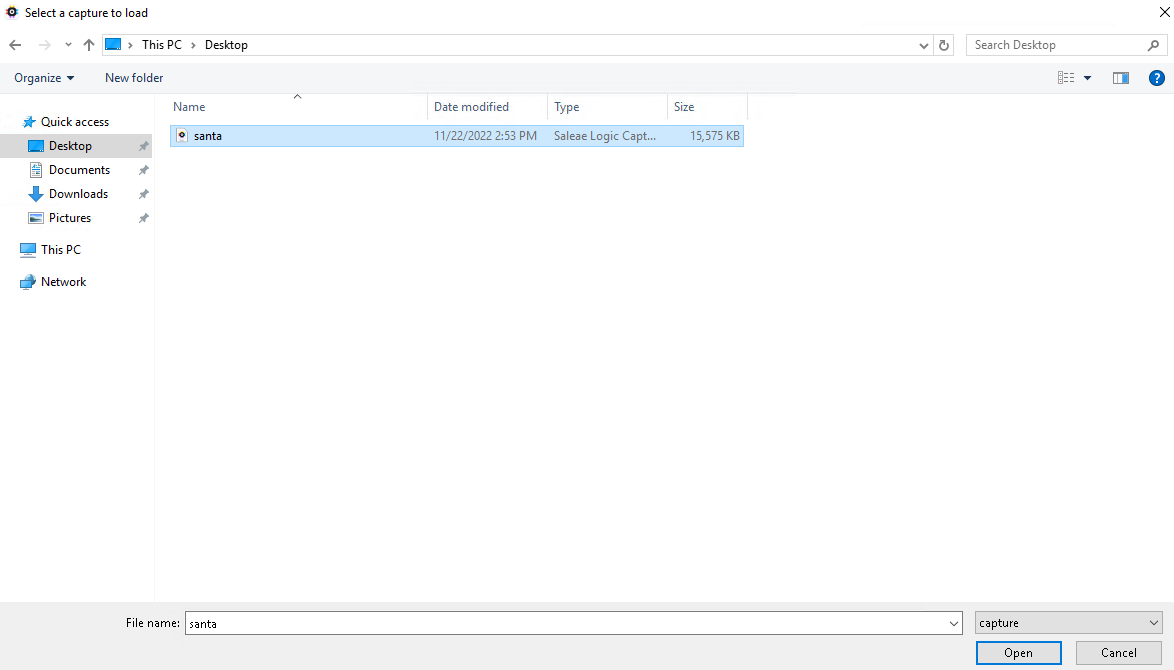 Select a capture to load
This PC Desktop
Search Desktop
Organize New folder
Name Date modified Type Size
Quick access
santa 11/22/2022 2:53 PM Saleae Logic Capt... 15,575 KB
Desktop
Documents
Downloads
Pictures
This PC
Network
File name: santa capture
Open Cancel